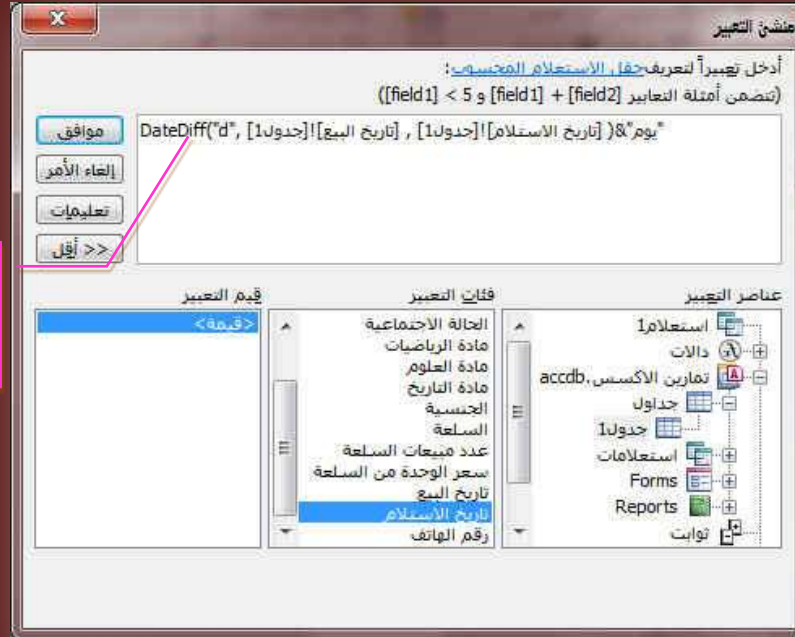 منشئ التعبير
أدخل تعبيراً لتعريف حقل الاستعلام المحسوب:
(تتضمن أمثلة التعابير [field1] + [field2] و [field1] < 5)
DateDiff("d", [جدول1]![تاريخ البيع] , [جدول1]![تاريخ الاستلام] )&"يوم"
موافق
إلغاء الأمر
تعليمات
<< أقل
عناصر التعبير
استعلام1
دالات
تمارين الاكسس.accdb
جداول
جدول1
استعلامات
Forms
Reports
ثوابت
فئات التعبير
الحالة الاجتماعية
مادة الرياضيات
مادة العلوم
مادة التاريخ
الجنسية
السلعة
عدد مبيعات السلعة
سعر الوحدة من السلعة
تاريخ البيع
تاريخ الاستلام
رقم الهاتف
قيم التعبير
<قيمة>